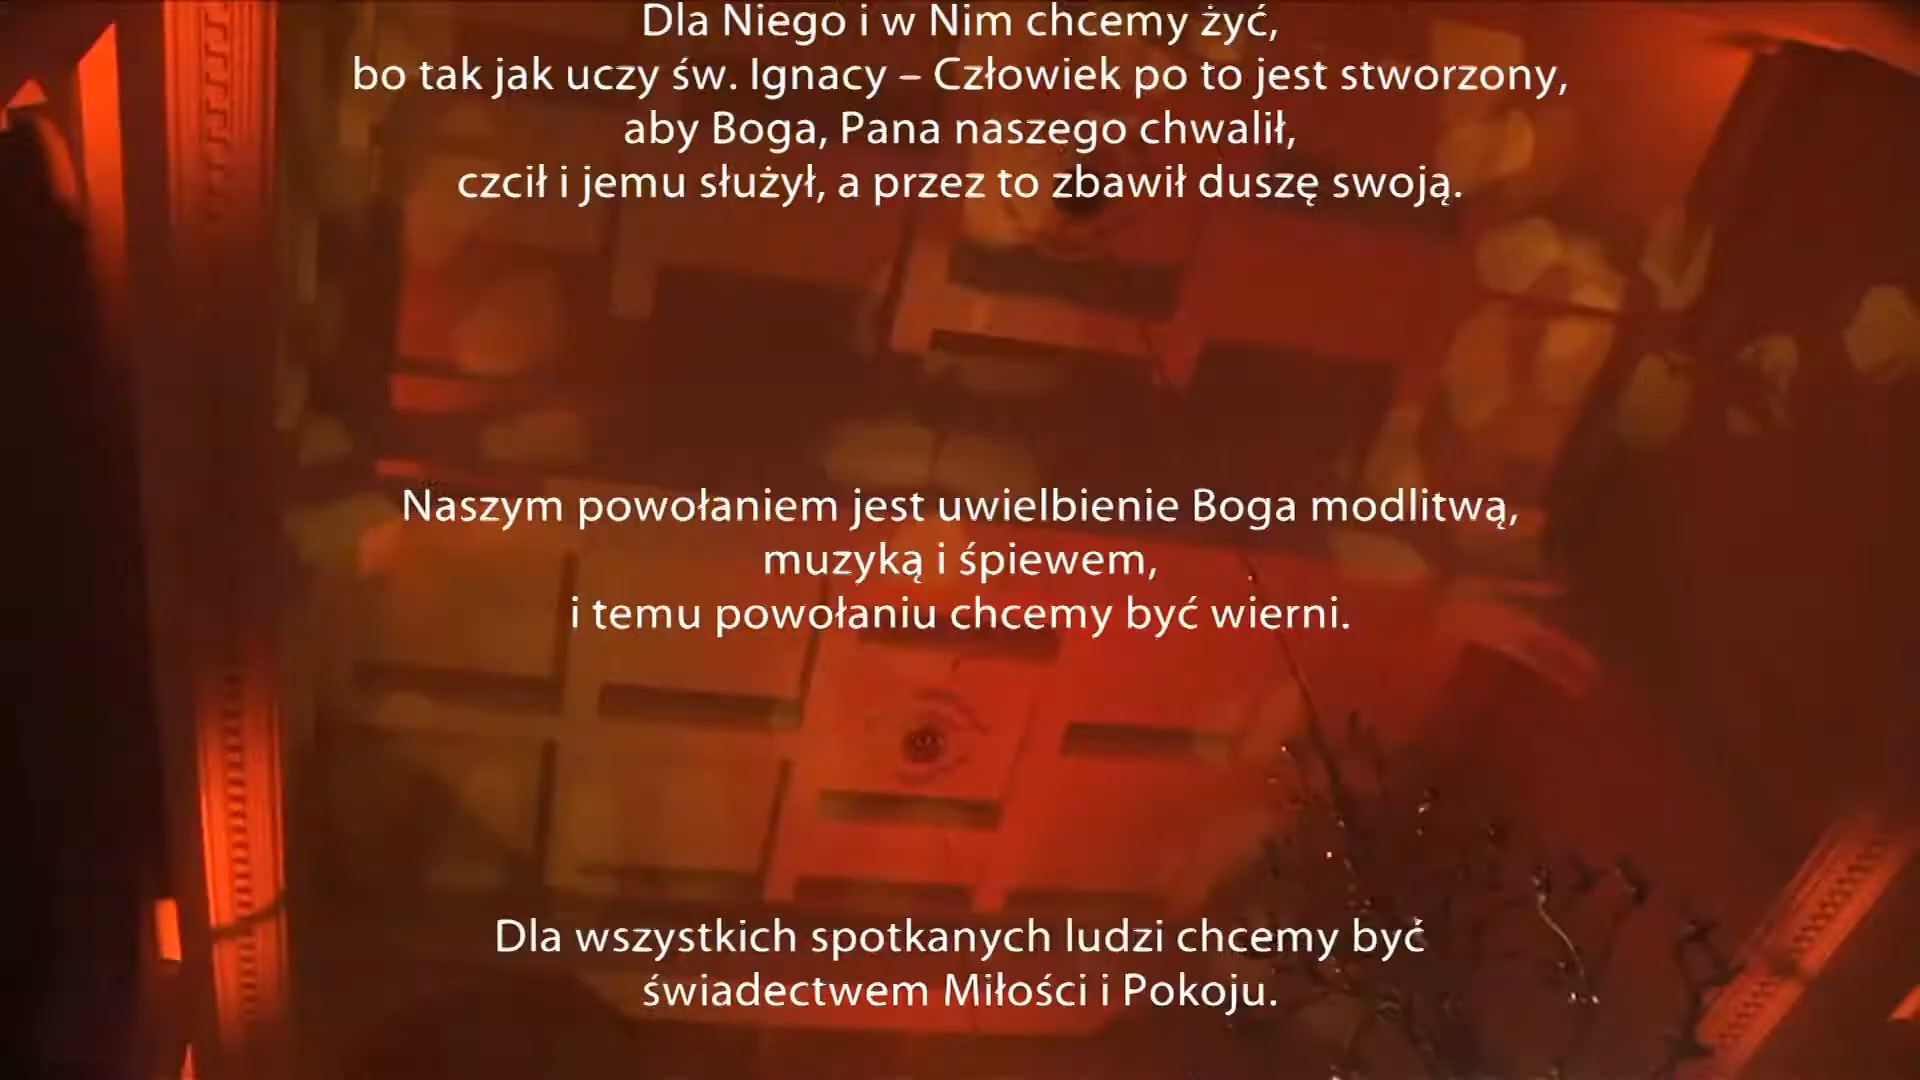 Dla Niego i w Nim chcemy żyć,
bo tak jak uczy św. Ignacy – Człowiek po to jest stworzony,
aby Boga, Pana naszego chwalił,
czcił i jemu służył, a przez to zbawił duszę swoją.
Naszym powołaniem jest uwielbienie Boga modlitwą,
muzyką i śpiewem,
i temu powołaniu chcemy być wierni.
Dla wszystkich spotkanych ludzi chcemy być
świadectwem Miłości i Pokoju.